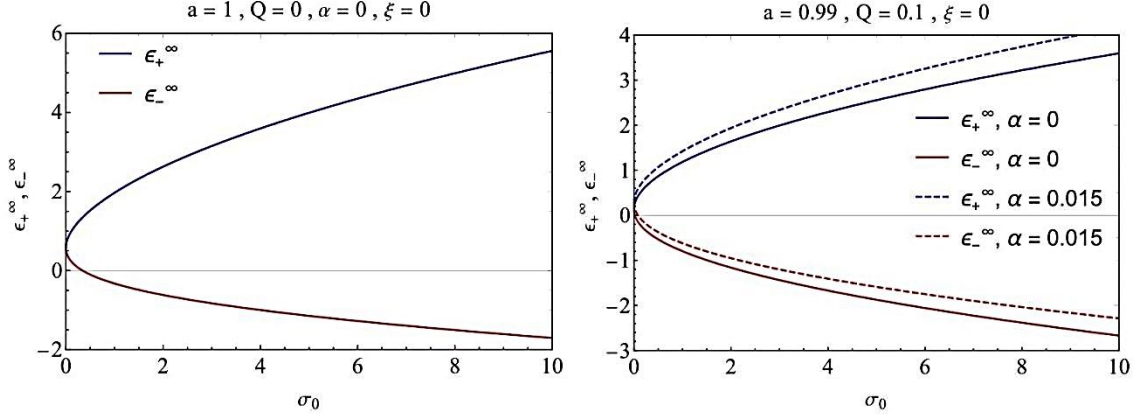 a = 1 , Q = 0 , α = 0 , ξ = 0
6
4
2
0
-2
ϵ₊^∞
ϵ₋^∞
ϵ₊^∞ , ϵ₋^∞
0 2 4 6 8 10
σ₀
a = 0.99 , Q = 0.1 , ξ = 0
4
3
2
1
0
-1
-2
-3
ϵ₊^∞, α = 0
ϵ₋^∞, α = 0
ϵ₊^∞, α = 0.015
ϵ₋^∞, α = 0.015
ϵ₊^∞ , ϵ₋^∞
0 2 4 6 8 10
σ₀